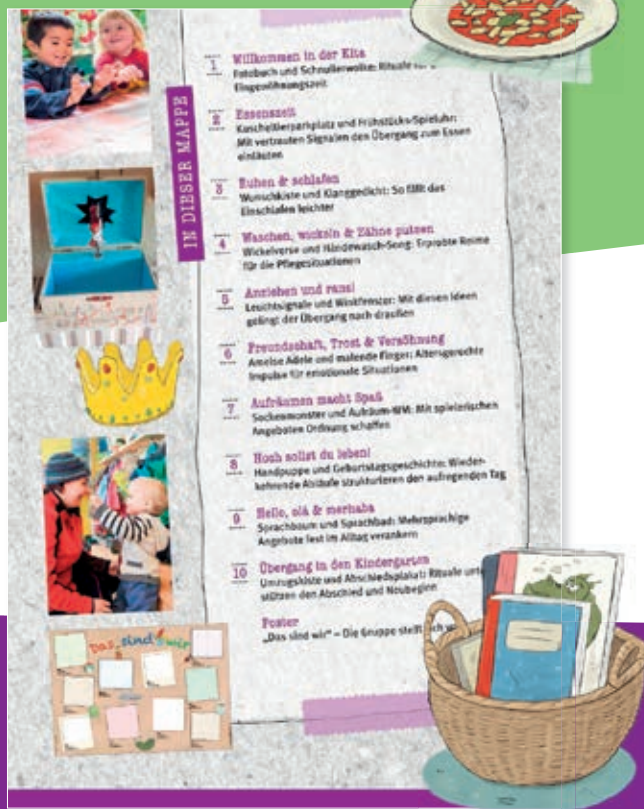 IN DIESER MAPPE
1 Willkommen in der Kita
Fotobuch und Schnullerwolke: Rituale
Eingewöhnungszeit
2 Essenszeit
Kuscheltierparkplatz und Frühstücks-Spieluhr:
Mit vertrauten Signalen den Übergang zum Essen
einläuten
3 Ruhen & schlafen
Wunschkiste und Klanggedicht: So fällt das
Einschlafen leichter
4 Waschen, wickeln & Zähne putzen
Wickelverse und Händewasch-Song: Erprobte Reime
für die Pflegesituationen
5 Anziehen und raus!
Leuchtsignale und Winkfenster: Mit diesen Ideen
gelingt der Übergang nach draußen
6 Freundschaft, Trost & Versöhnung
Ameise Adele und malende Finger: Altersgerechte
Impulse für emotionale Situationen
7 Aufräumen macht Spaß
Sockenmonster und Aufräum-WM: Mit spielerischen
Angeboten Ordnung schaffen
8 Hoch sollst du leben!
Handpuppe und Geburtstagsgeschichte: Wieder-
kehrende Abläufe strukturieren den aufregenden Tag
9 Hello, olá & merhaba
Sprachbaum und Sprachbad: Mehrsprachige
Angebote fest im Alltag verankern
10 Übergang in den Kindergarten
Umzugskiste und Abschiedsplakat: Rituale unter
stützen den Abschied und Neubeginn
Poster
„Das sind wir“ – Die Gruppe stellt
Das sind wir